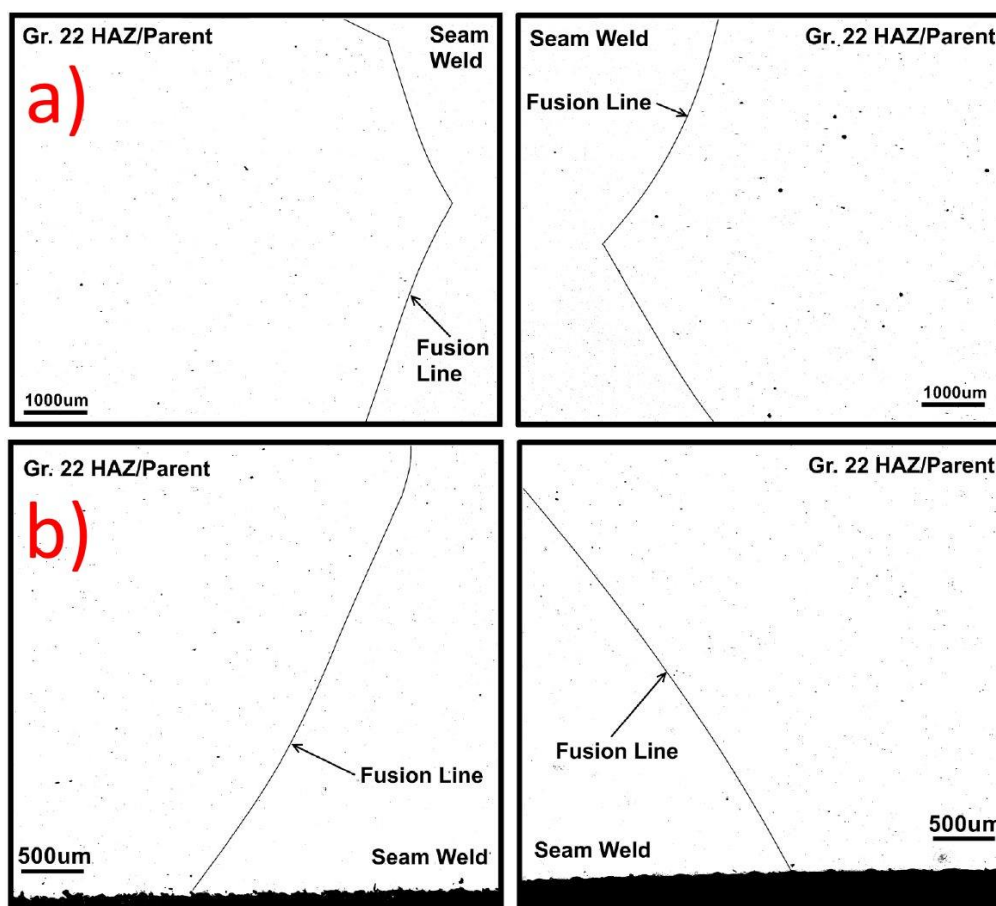 Gr. 22 HAZ/Parent
Seam
Weld
a)
Fusion
Line
1000um
Seam Weld
Gr. 22 HAZ/Parent
Fusion Line
1000um
Gr. 22 HAZ/Parent
b)
Fusion Line
500um
Seam Weld
Gr. 22 HAZ/Parent
Fusion Line
500um
Seam Weld